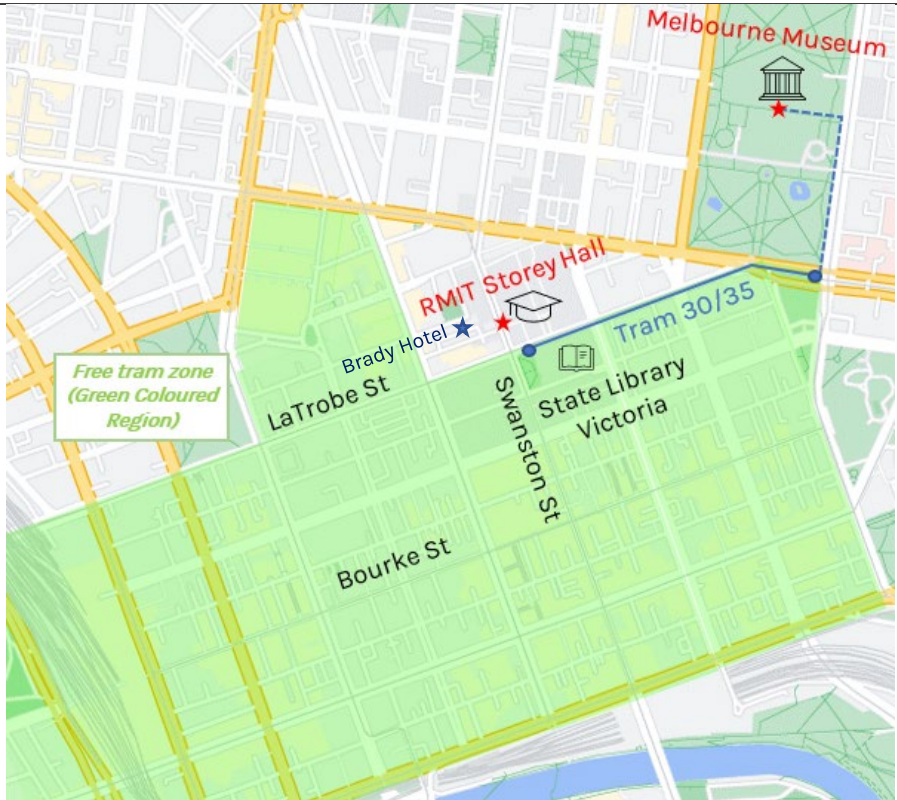 Melbourne Museum
RMIT Storey Hall
Brady Hotel
Tram 30/35
Free tram zone
(Green Coloured
Region)
LaTrobe St
State Library
Victoria
Swanston St
Bourke St